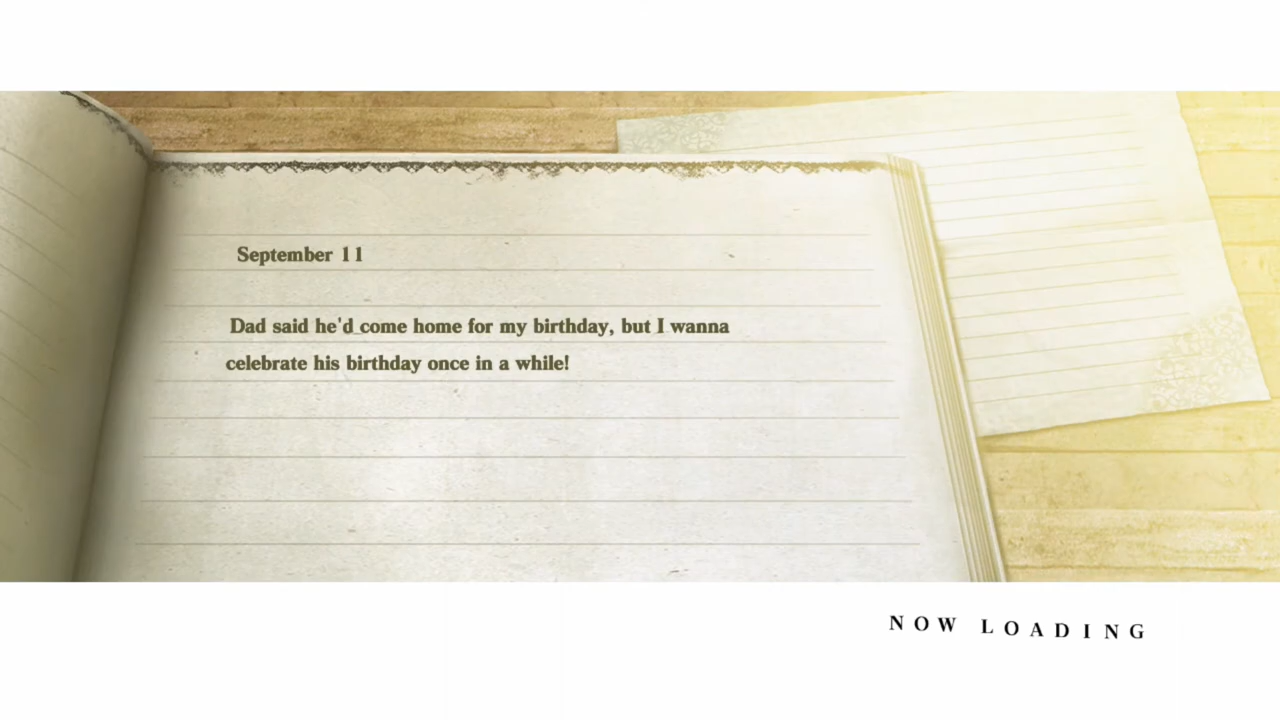 September 11
Dad said he'd come home for my birthday, but I wanna
celebrate his birthday once in a while!
NOW LOADING